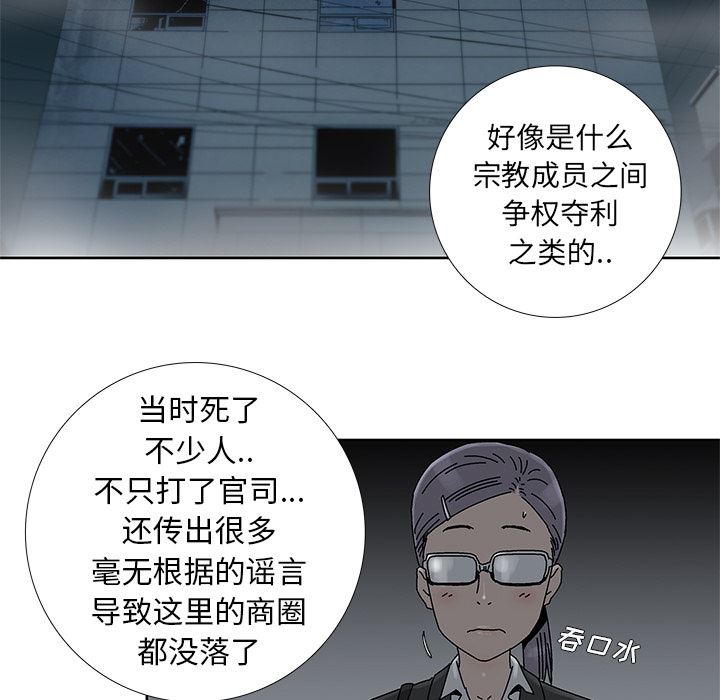 好像是什么
宗教成员之间
争权夺利
之类的..
当时死了
不少人..
不只打了官司...
还传出很多
毫无根据的谣言
导致这里的商圈
都没落了
吞口水